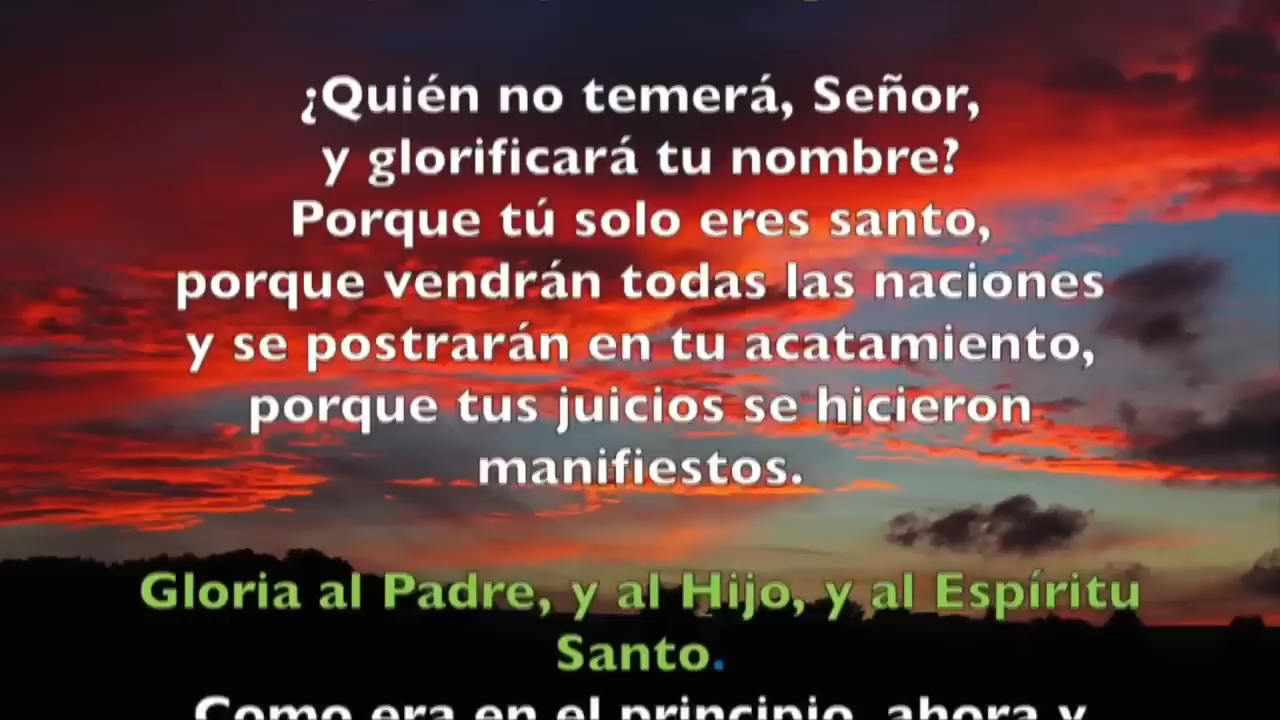 ¿Quién no temerá, Señor,
y glorificará tu nombre?
Porque tú solo eres santo,
porque vendrán todas las naciones
y se postrarán en tu acatamiento,
porque tus juicios se hicieron
manifiestos.
Gloria al Padre, y al Hijo, y al Espíritu
Santo.
Como era en el principio, ahora y